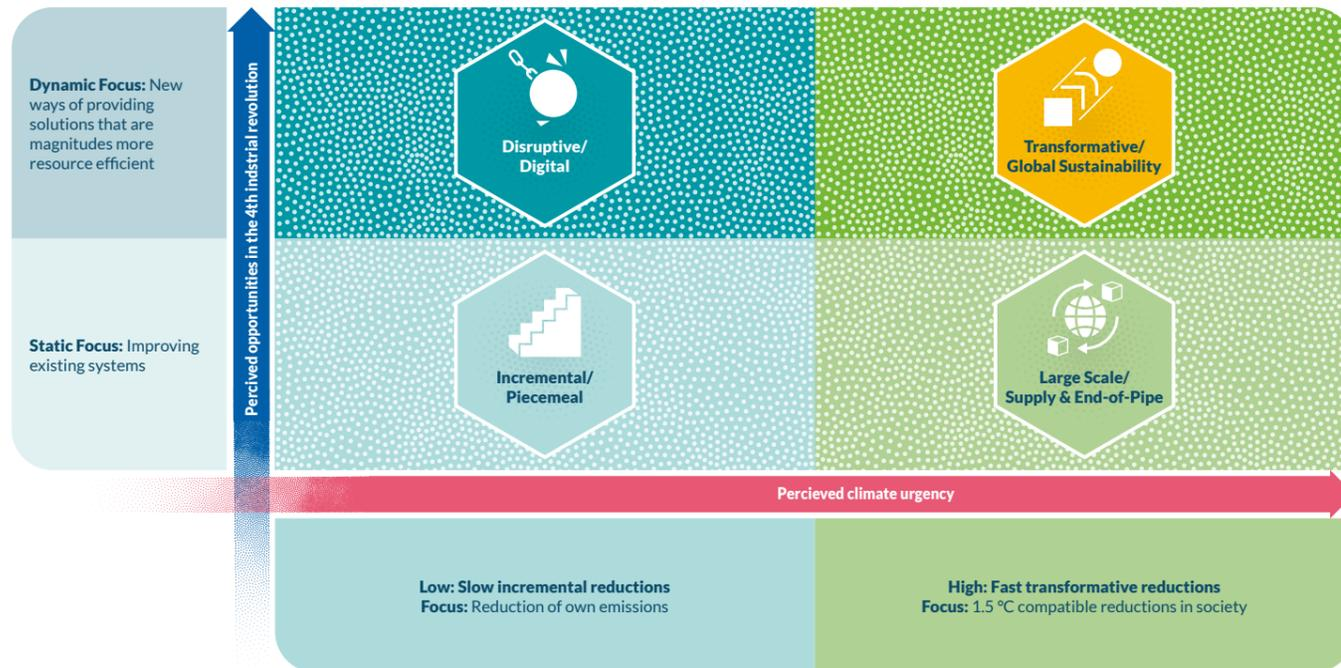 Dynamic Focus: New
ways of providing
solutions that are
magnitudes more
resource efficient
Static Focus: Improving
existing systems
Percived opportunities in the 4th indstrial revolution
Disruptive/
Digital
Transformative/
Global Sustainability
Incremental/
Piecemeal
Large Scale/
Supply & End-of-Pipe
Percieved climate urgency
Low: Slow incremental reductions
Focus: Reduction of own emissions
High: Fast transformative reductions
Focus: 1.5 °C compatible reductions in society